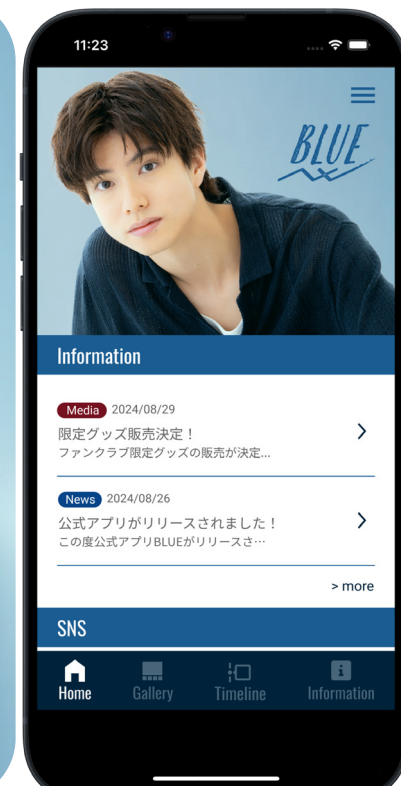 11:23
BLUE
Information
Media 2024/08/29
限定グッズ販売決定！
ファンクラブ限定グッズの販売が決定...
News 2024/08/26
公式アプリがリリースされました！
この度公式アプリBLUEがリリースさ…
> more
SNS
Home Gallery Timeline Information